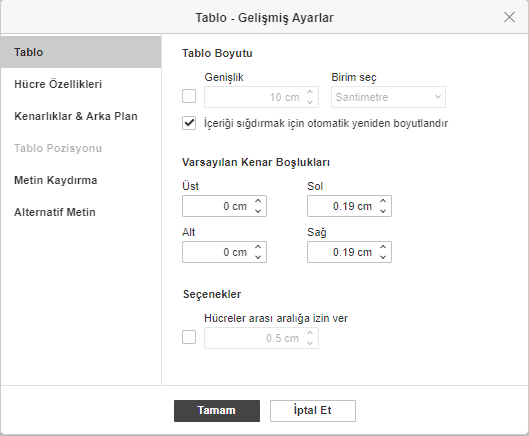 Tablo - Gelişmiş Ayarlar
Tablo
Hücre Özellikleri
Kenarlıklar & Arka Plan
Tablo Pozisyonu
Metin Kaydırma
Alternatif Metin
Tablo Boyutu
Genişlik Birim seç
10 cm Santimetre
İçeriği sığdırmak için otomatik yeniden boyutlandır
Varsayılan Kenar Boşlukları
Üst Sol
0 cm 0.19 cm
Alt Sağ
0 cm 0.19 cm
Seçenekler
Hücreler arası aralığa izin ver
0.5 cm
Tamam İptal Et